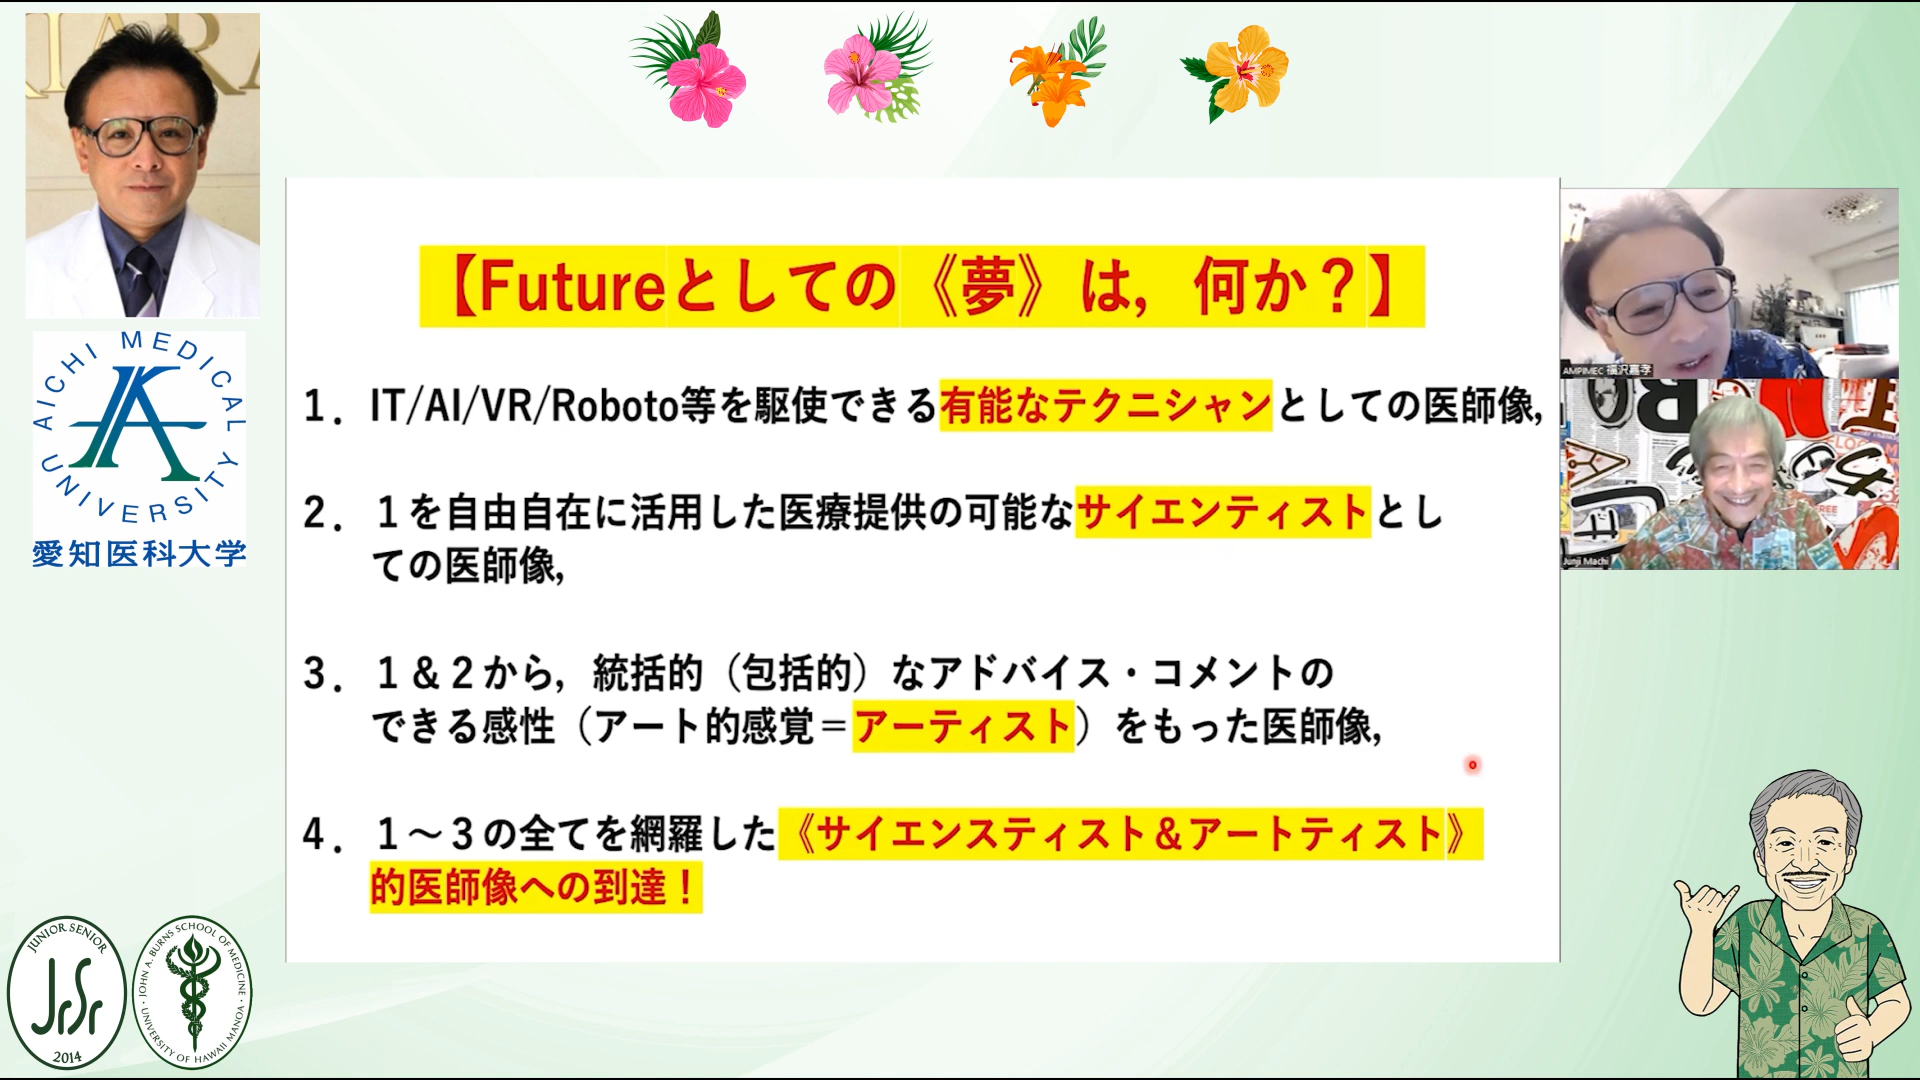 【Futureとしての《夢》は，何か？】
１．IT/AI/VR/Roboto等を駆使できる有能なテクニシャンとしての医師像，
２．１を自由自在に活用した医療提供の可能なサイエンティストとし
ての医師像，
３．１＆２から，統括的（包括的）なアドバイス・コメントの
できる感性（アート的感覚＝アーティスト）をもった医師像，
４．１～３の全てを網羅した《サイエンスティスト＆アートティスト》
的医師像への到達！
AICHI MEDICAL UNIVERSITY
愛知医科大学
AMPIMEC 福沢嘉孝
Junji Machi
JUNIOR SENIOR
JrSr
2014
JOHN A. BURNS SCHOOL OF MEDICINE
UNIVERSITY OF HAWAII MANOA